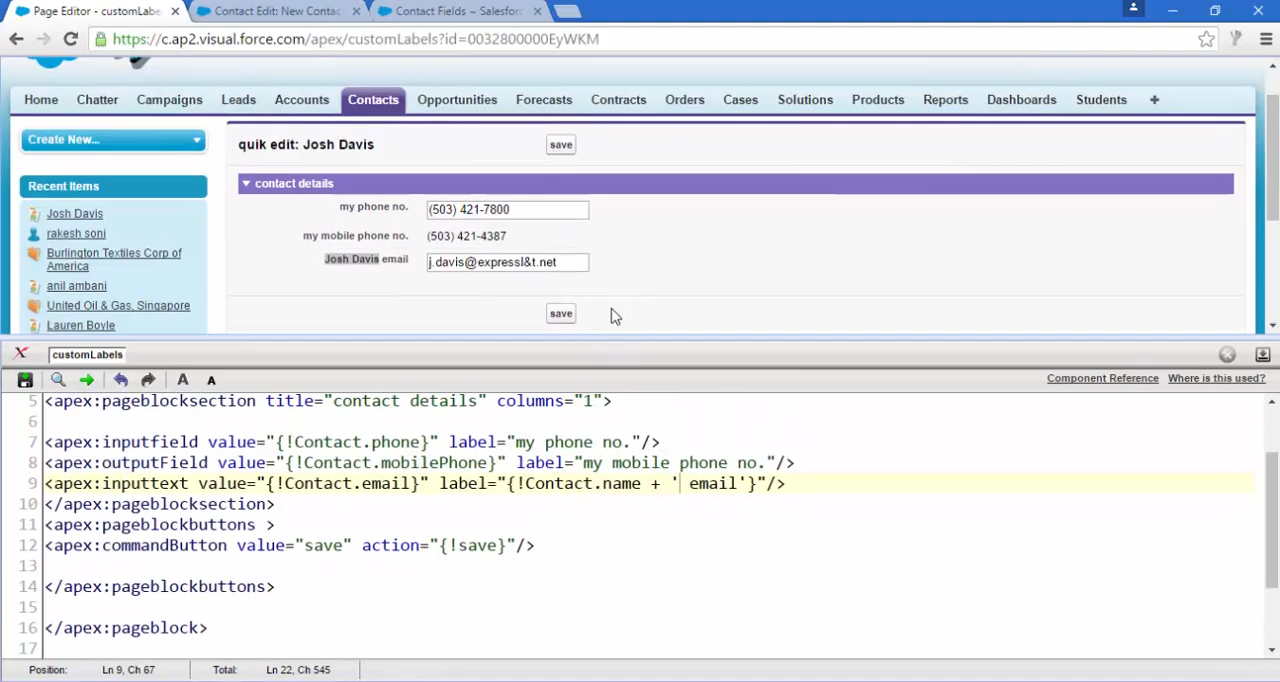 Page Editor - customLabe
Contact Edit: New Contac
Contact Fields ~ Salesforc
https://c.ap2.visual.force.com/apex/customLabels?id=0032800000EyWKM
Home Chatter Campaigns Leads Accounts Contacts Opportunities Forecasts Contracts Orders Cases Solutions Products Reports Dashboards Students +
Create New...
Recent Items
Josh Davis
rakesh soni
Burlington Textiles Corp of
America
anil ambani
United Oil & Gas, Singapore
Lauren Boyle
quik edit: Josh Davis save
contact details
my phone no. (503) 421-7800
my mobile phone no. (503) 421-4387
Josh Davis email j.davis@expressl&t.net
save
customLabels
A A
Component Reference Where is this used?
5 <apex:pageblocksection title="contact details" columns="1">
6
7 <apex:inputfield value="{!Contact.phone}" label="my phone no."/>
8 <apex:outputField value="{!Contact.mobilePhone}" label="my mobile phone no."/>
9 <apex:inputtext value="{!Contact.email}" label="{!Contact.name + ' email'}"/>
10 </apex:pageblocksection>
11 <apex:pageblockbuttons >
12 <apex:commandButton value="save" action="{!save}"/>
13
14 </apex:pageblockbuttons>
15
16 </apex:pageblock>
17
Position: Ln 9, Ch 67 Total: Ln 22, Ch 545